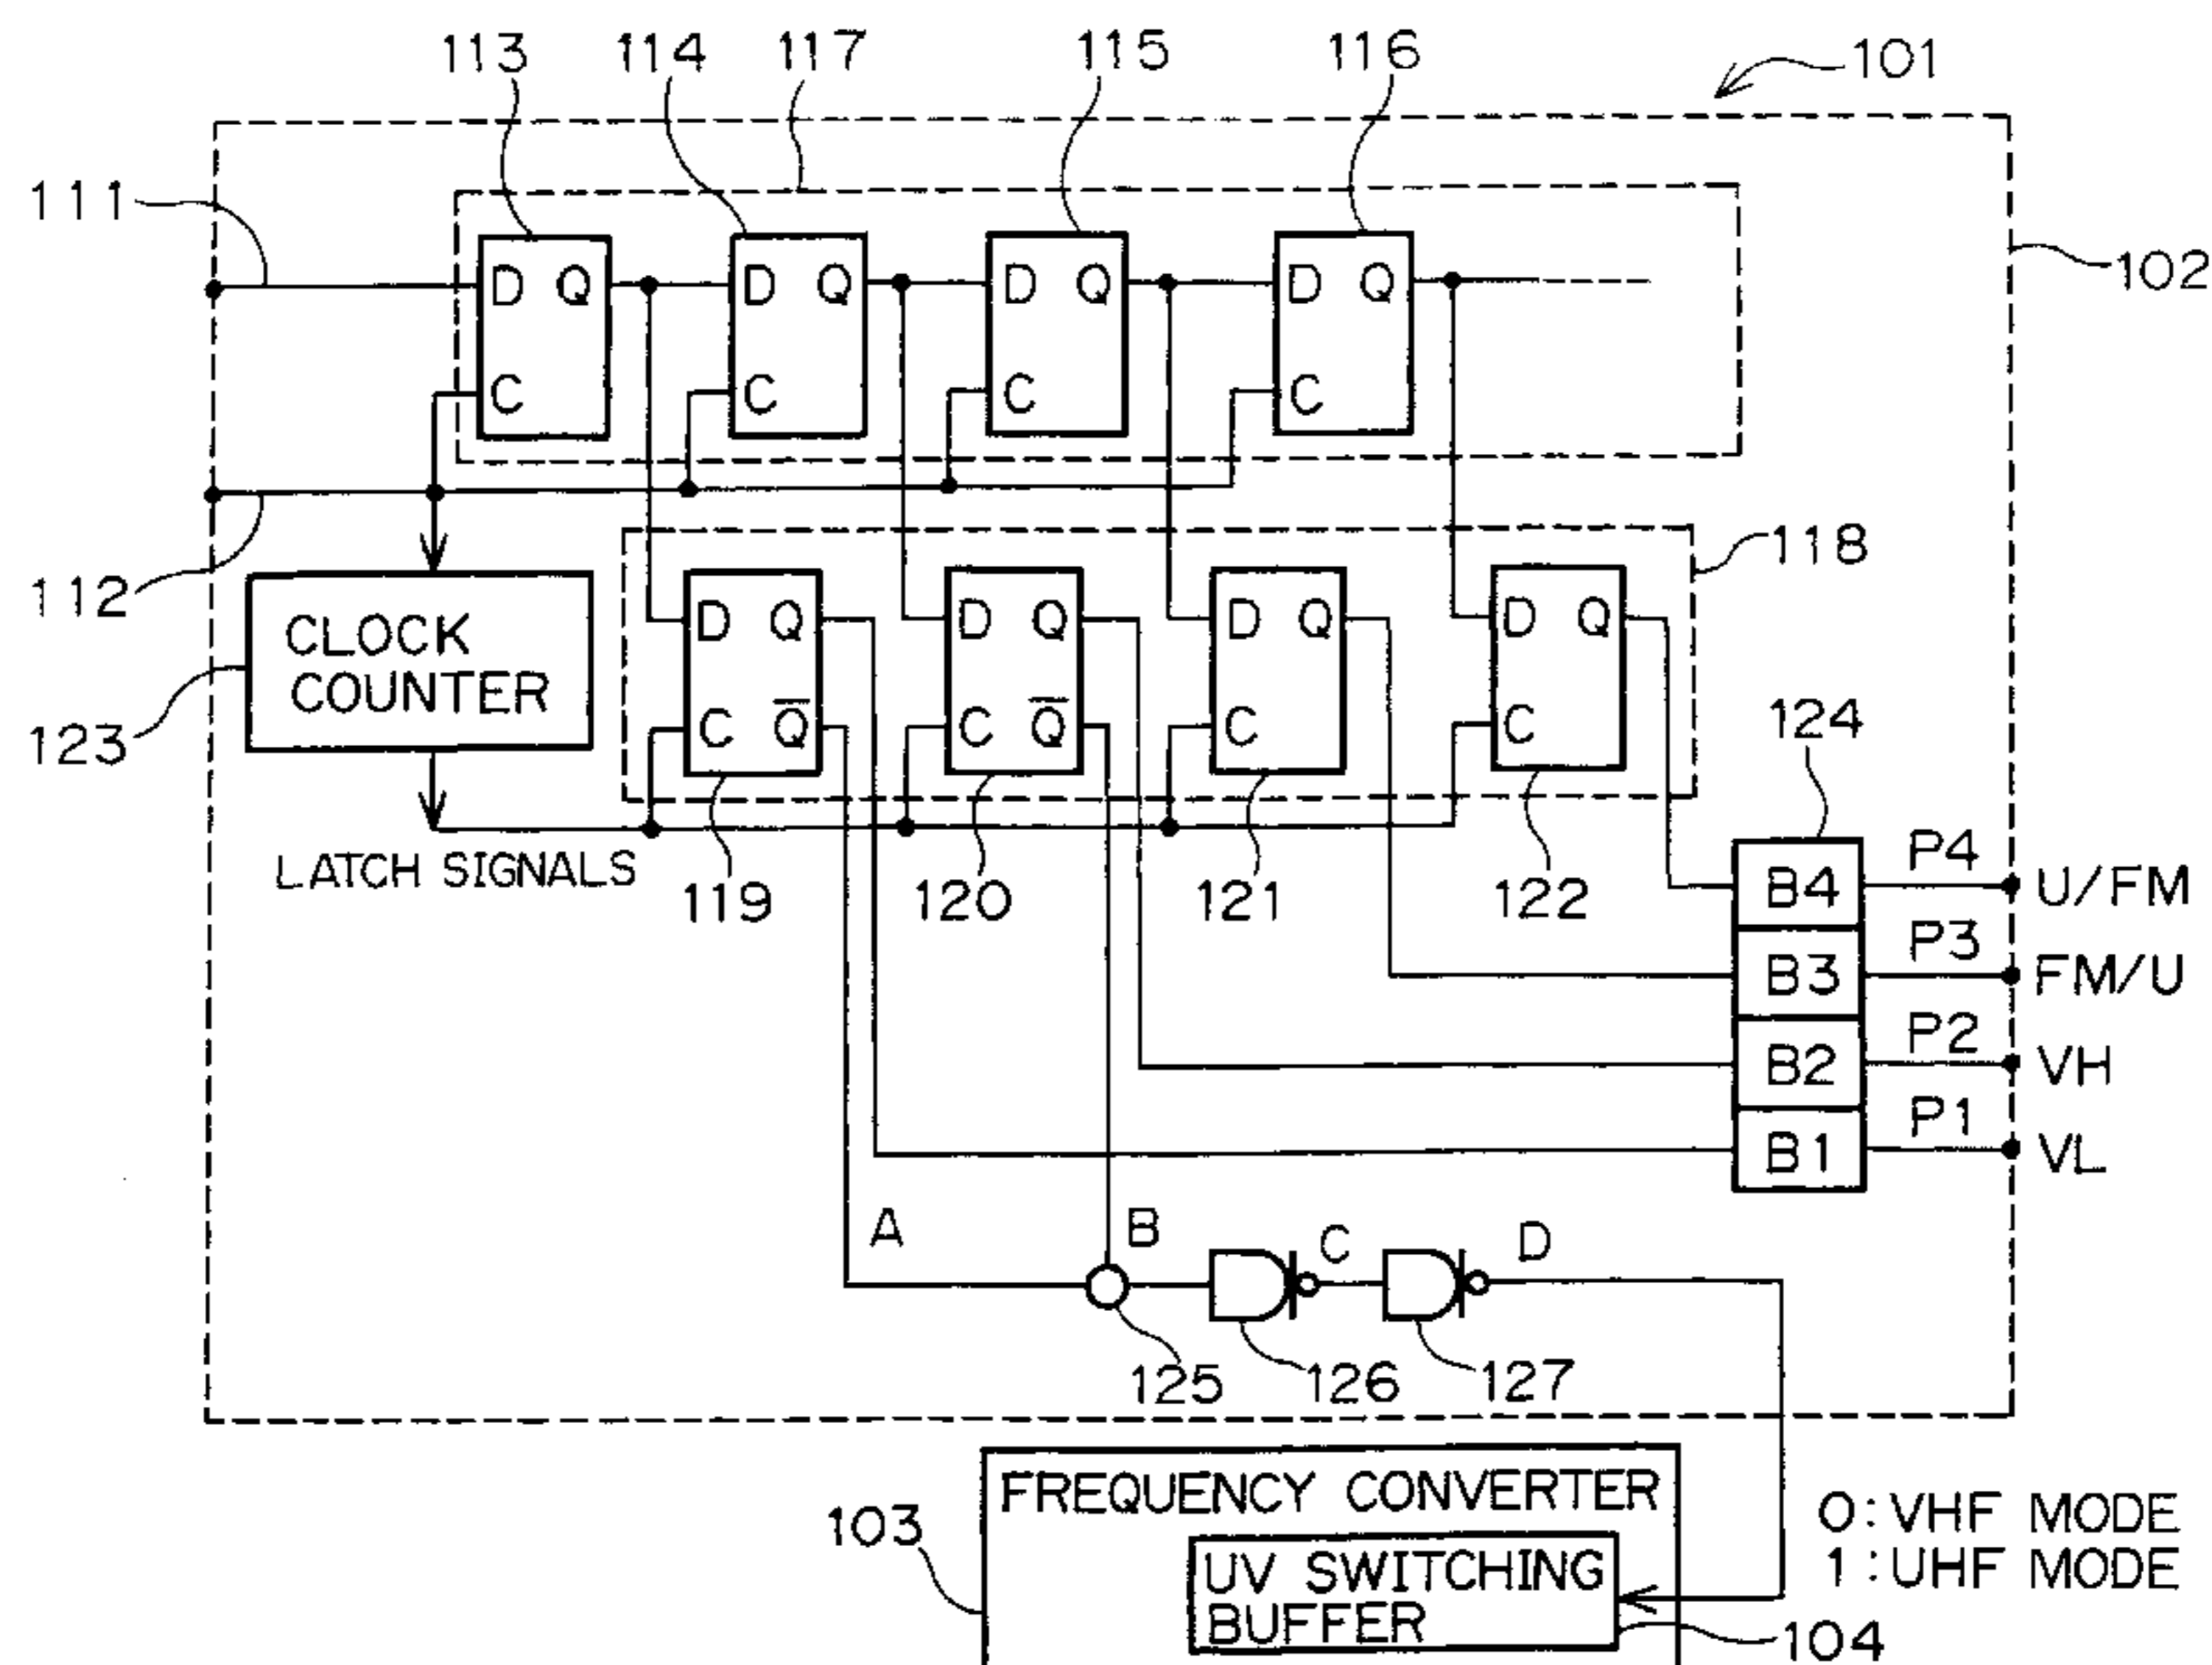 113 114 117 115 116 101
111
102
D Q D Q D Q D Q
C C C C
112
118
CLOCK
COUNTER
123
D Q D Q D Q D Q
C Q̅ C Q̅ C C
124
LATCH SIGNALS
119 120 121 122
B4 P4 U/FM
B3 P3 FM/U
B2 P2 VH
B1 P1 VL
A B C D
125 126 127
103
FREQUENCY CONVERTER
UV SWITCHING
BUFFER
104
0:VHF MODE
1:UHF MODE